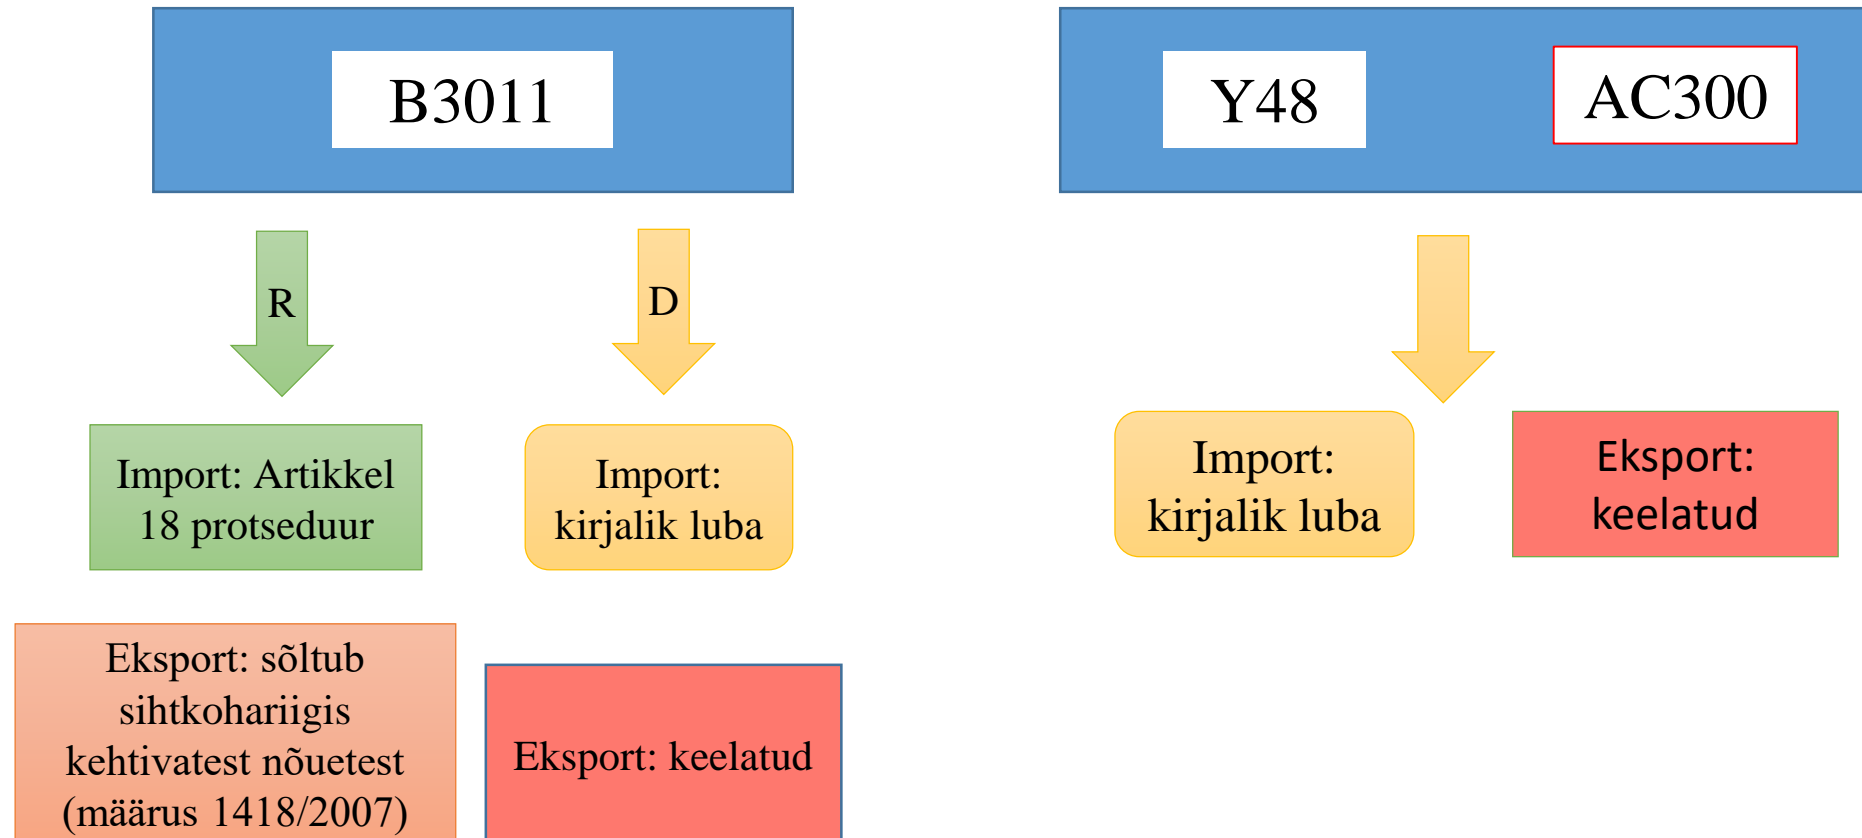 B3011
Y48
AC300
R
D
Import: Artikkel
18 protseduur
Import:
kirjalik luba
Import:
kirjalik luba
Eksport:
keelatud
Eksport: sõltub
sihtkohariigis
kehtivatest nõuetest
(määrus 1418/2007)
Eksport: keelatud